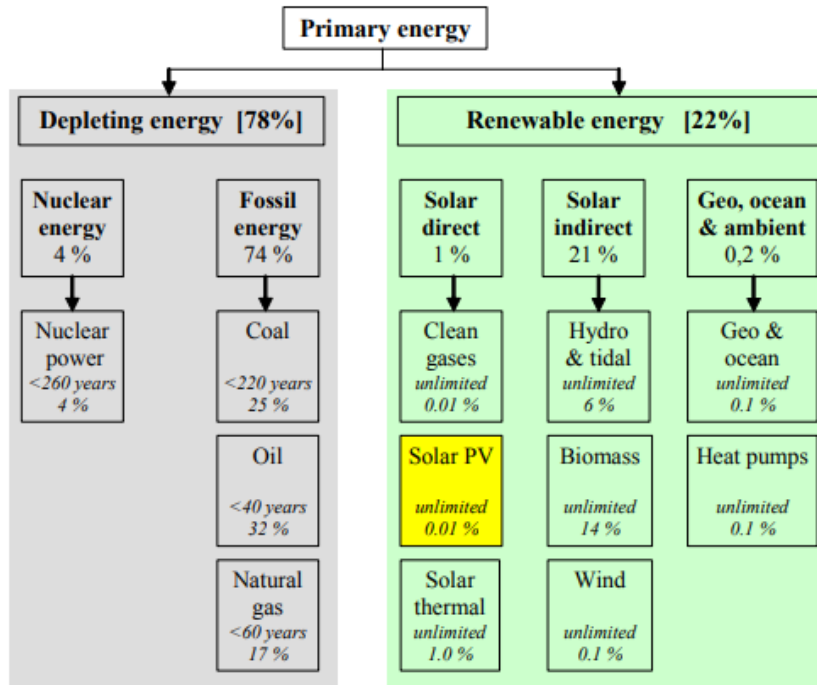 Primary energy
Depleting energy [78%]
Renewable energy [22%]
Nuclear
energy
4 %
Fossil
energy
74 %
Solar
direct
1 %
Solar
indirect
21 %
Geo, ocean
& ambient
0,2 %
Nuclear
power
<260 years
4 %
Coal
<220 years
25 %
Clean
gases
unlimited
0.01 %
Hydro
& tidal
unlimited
6 %
Geo &
ocean
unlimited
0.1 %
Oil
<40 years
32 %
Solar PV
unlimited
0.01 %
Biomass
unlimited
14 %
Heat pumps
unlimited
0.1 %
Natural
gas
<60 years
17 %
Solar
thermal
unlimited
1.0 %
Wind
unlimited
0.1 %